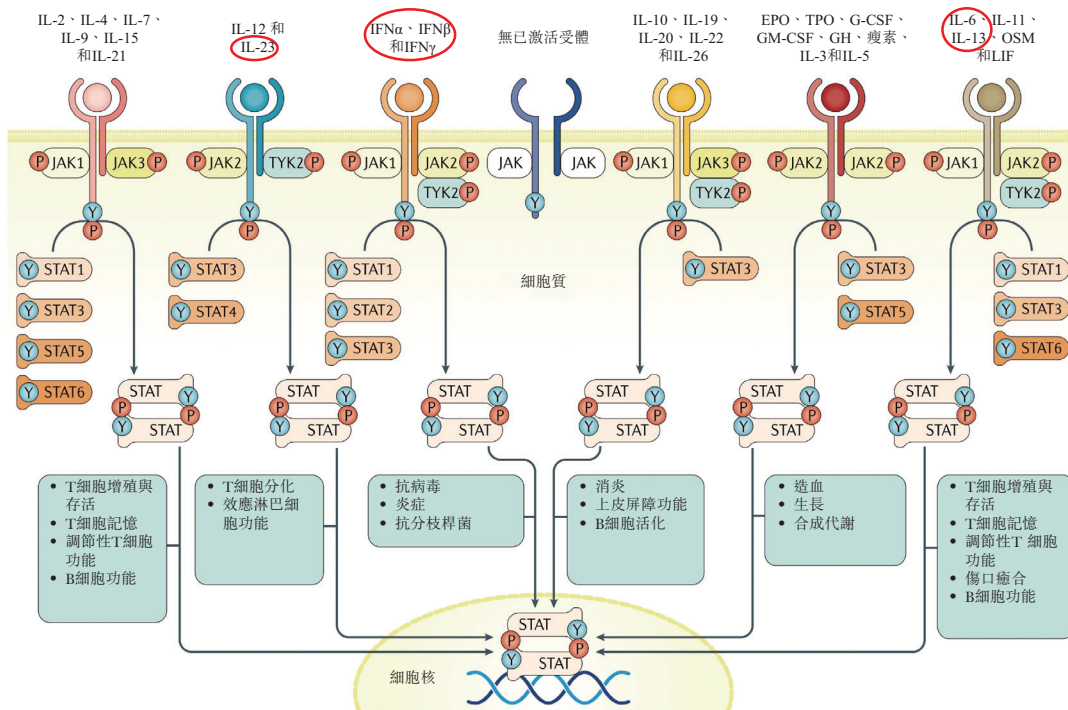 IL-2、IL-4、IL-7、
IL-9、IL-15
和IL-21
IL-12 和
IL-23
IFNα、IFNβ
和IFNγ
無已激活受體
IL-10、IL-19、
IL-20、IL-22
和IL-26
EPO、TPO、G-CSF、
GM-CSF、GH、瘦素、
IL-3和IL-5
IL-6、IL-11、
IL-13、OSM
和LIF
P JAK1 JAK3 P
P JAK2 TYK2 P
P JAK1 JAK2 P
TYK2 P
JAK JAK
P JAK1 JAK3 P
TYK2 P
P JAK2 JAK2 P
P JAK1 JAK2 P
TYK2 P
Y
P
Y
P
Y
P
Y
Y
P
Y
P
Y
P
Y STAT1
Y STAT3
Y STAT5
Y STAT6
Y STAT3
Y STAT4
Y STAT1
Y STAT2
Y STAT3
細胞質
Y STAT3
Y STAT3
Y STAT5
Y STAT1
Y STAT3
Y STAT6
STAT Y
P P
Y STAT
STAT Y
P P
Y STAT
STAT Y
P P
Y STAT
STAT Y
P P
Y STAT
STAT Y
P P
Y STAT
STAT Y
P P
Y STAT
• T細胞增殖與
存活
• T細胞記憶
• 調節性T細胞
功能
• B細胞功能
• T細胞分化
• 效應淋巴細
胞功能
• 抗病毒
• 炎症
• 抗分枝桿菌
• 消炎
• 上皮屏障功能
• B細胞活化
• 造血
• 生長
• 合成代謝
• T細胞增殖與
存活
• T細胞記憶
• 調節性T 細胞
功能
• 傷口癒合
• B細胞功能
STAT Y
P P
Y STAT
細胞核